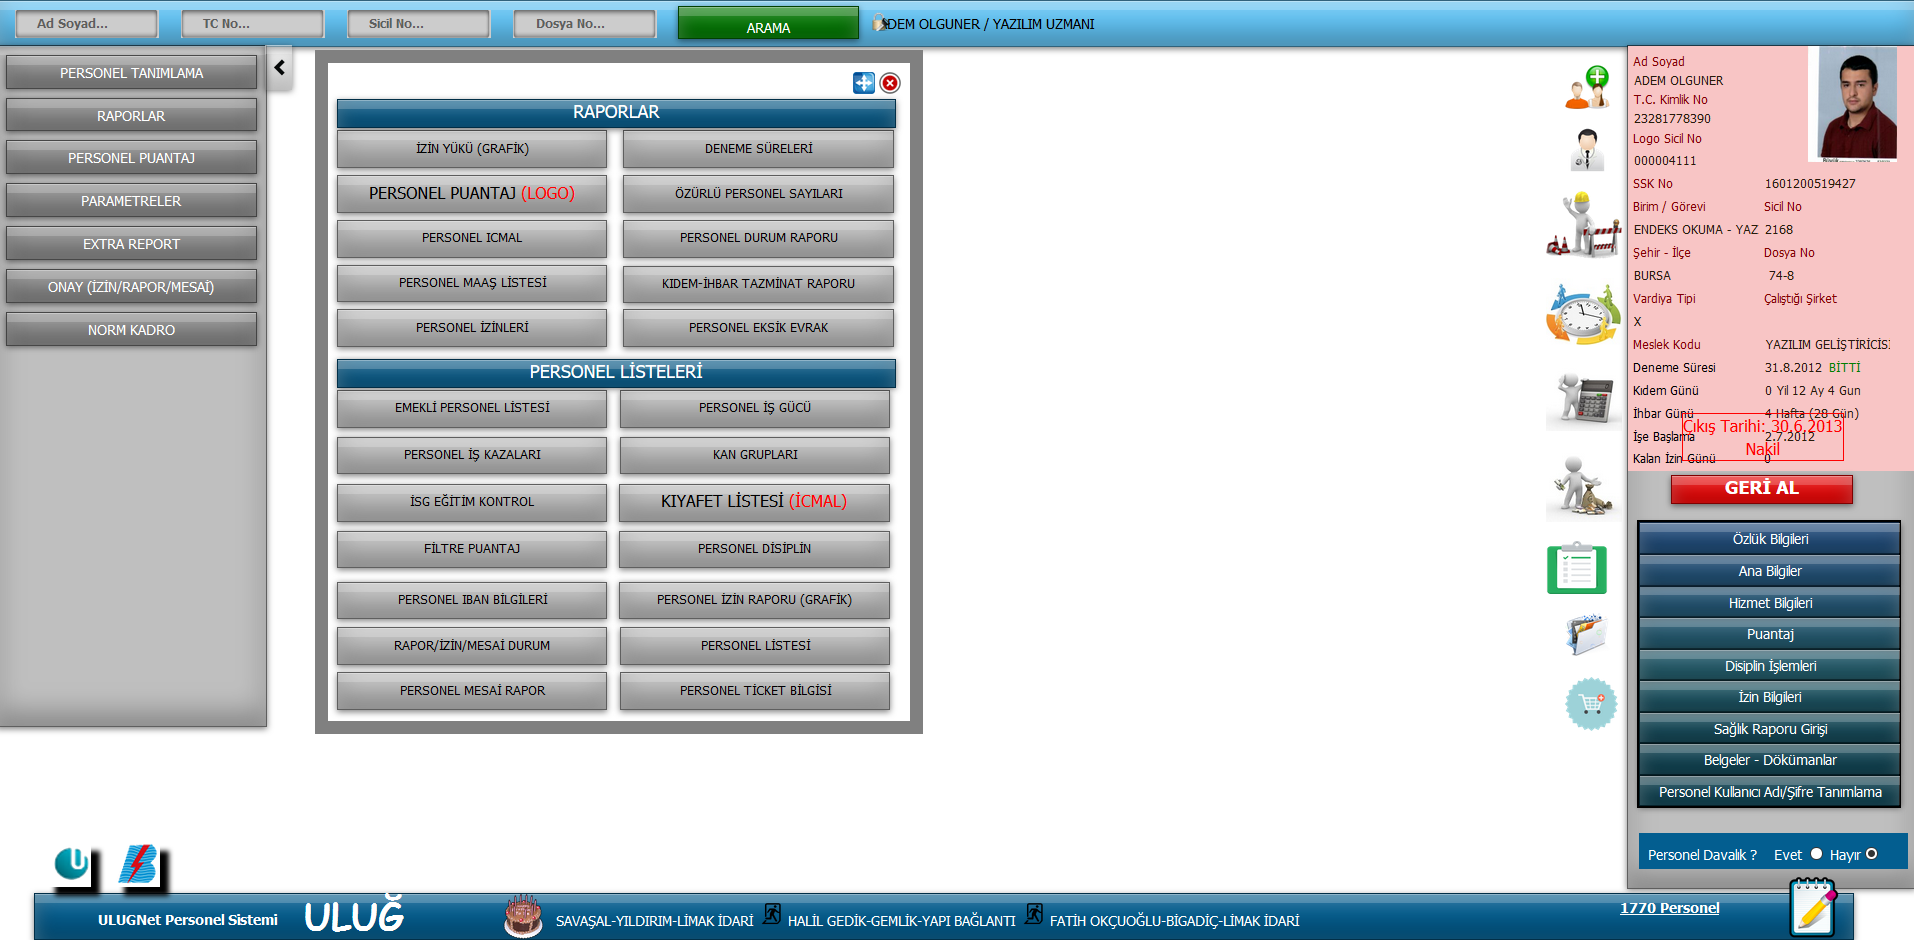 Ad Soyad...
TC No...
Sicil No...
Dosya No...
ARAMA
ADEM OLGUNER / YAZILIM UZMANI
PERSONEL TANIMLAMA
RAPORLAR
PERSONEL PUANTAJ
PARAMETRELER
EXTRA REPORT
ONAY (İZİN/RAPOR/MESAİ)
NORM KADRO
RAPORLAR
İZİN YÜKÜ (GRAFİK)
DENEME SÜRELERİ
PERSONEL PUANTAJ (LOGO)
ÖZÜRLÜ PERSONEL SAYILARI
PERSONEL ICMAL
PERSONEL DURUM RAPORU
PERSONEL MAAŞ LİSTESİ
KIDEM-İHBAR TAZMİNAT RAPORU
PERSONEL İZİNLERİ
PERSONEL EKSİK EVRAK
PERSONEL LİSTELERİ
EMEKLİ PERSONEL LİSTESİ
PERSONEL İŞ GÜCÜ
PERSONEL İŞ KAZALARI
KAN GRUPLARI
İSG EĞİTİM KONTROL
KIYAFET LİSTESİ (İCMAL)
FİLTRE PUANTAJ
PERSONEL DİSİPLİN
PERSONEL IBAN BİLGİLERİ
PERSONEL İZİN RAPORU (GRAFİK)
RAPOR/İZİN/MESAİ DURUM
PERSONEL LİSTESİ
PERSONEL MESAİ RAPOR
PERSONEL TİCKET BİLGİSİ
Ad Soyad
ADEM OLGUNER
T.C. Kimlik No
23281778390
Logo Sicil No
000004111
SSK No 1601200519427
Birim / Görevi Sicil No
ENDEKS OKUMA - YAZ 2168
Şehir - İlçe Dosya No
BURSA 74-8
Vardiya Tipi Çalıştığı Şirket
X
Meslek Kodu YAZILIM GELİŞTİRİCİSİ
Deneme Süresi 31.8.2012 BİTTİ
Kıdem Günü 0 Yil 12 Ay 4 Gun
İhbar Günü 4 Hafta (28 Gün)
Çıkış Tarihi: 30.6.2013
İşe Başlama 2.7.2012
Nakil
Kalan İzin Günü 0
GERİ AL
Özlük Bilgileri
Ana Bilgiler
Hizmet Bilgileri
Puantaj
Disiplin İşlemleri
İzin Bilgileri
Sağlık Raporu Girişi
Belgeler - Dökümanlar
Personel Kullanıcı Adı/Şifre Tanımlama
Personel Davalık ? Evet Hayır
ULUGNet Personel Sistemi
ULUĞ
SAVAŞAL-YILDIRIM-LİMAK İDARİ
HALİL GEDİK-GEMLİK-YAPI BAĞLANTI
FATİH OKÇUOĞLU-BİGADİÇ-LİMAK İDARİ
1770 Personel